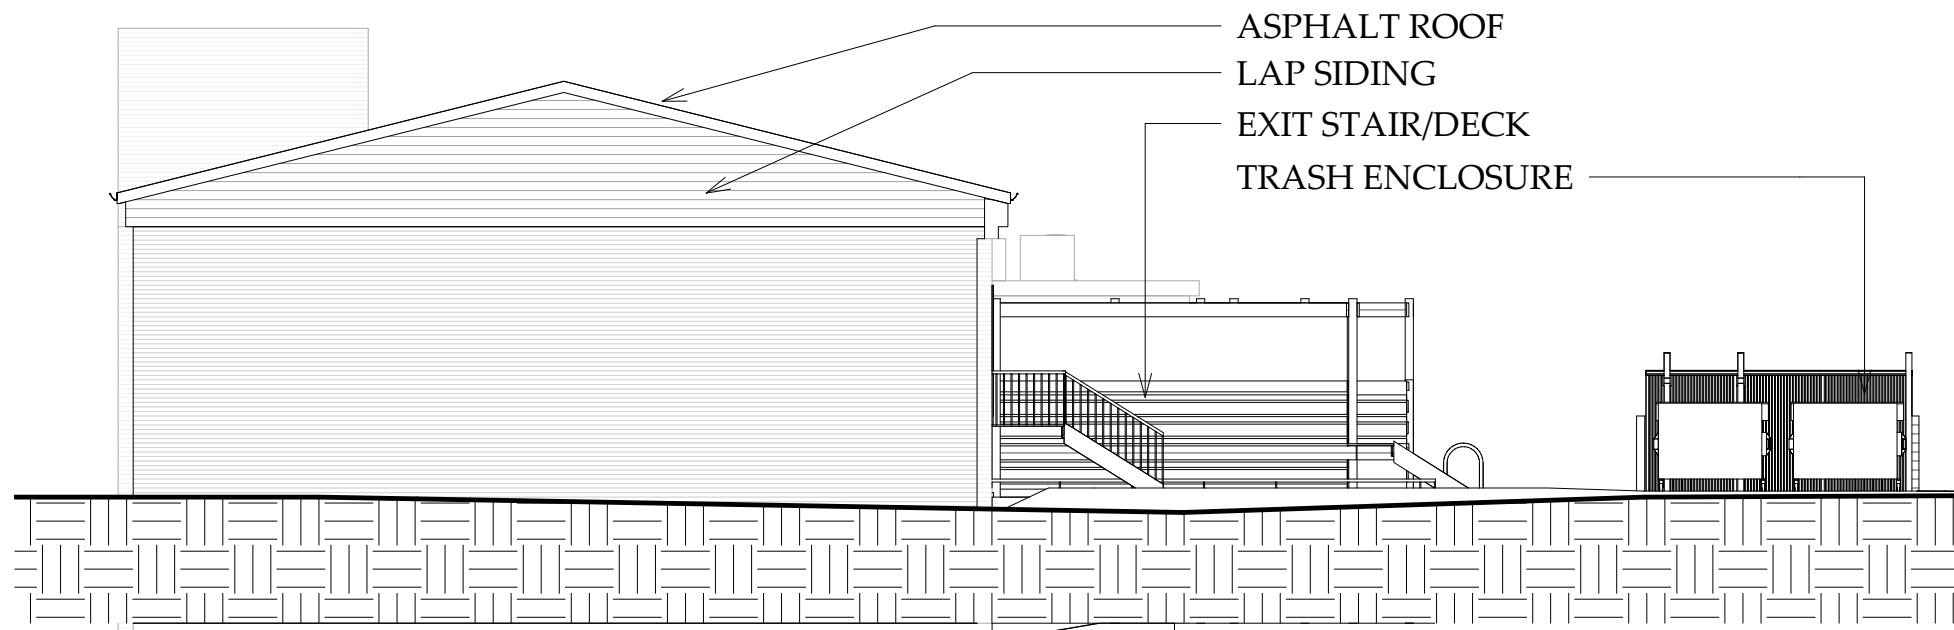 ASPHALT ROOF
LAP SIDING
EXIT STAIR/DECK
TRASH ENCLOSURE